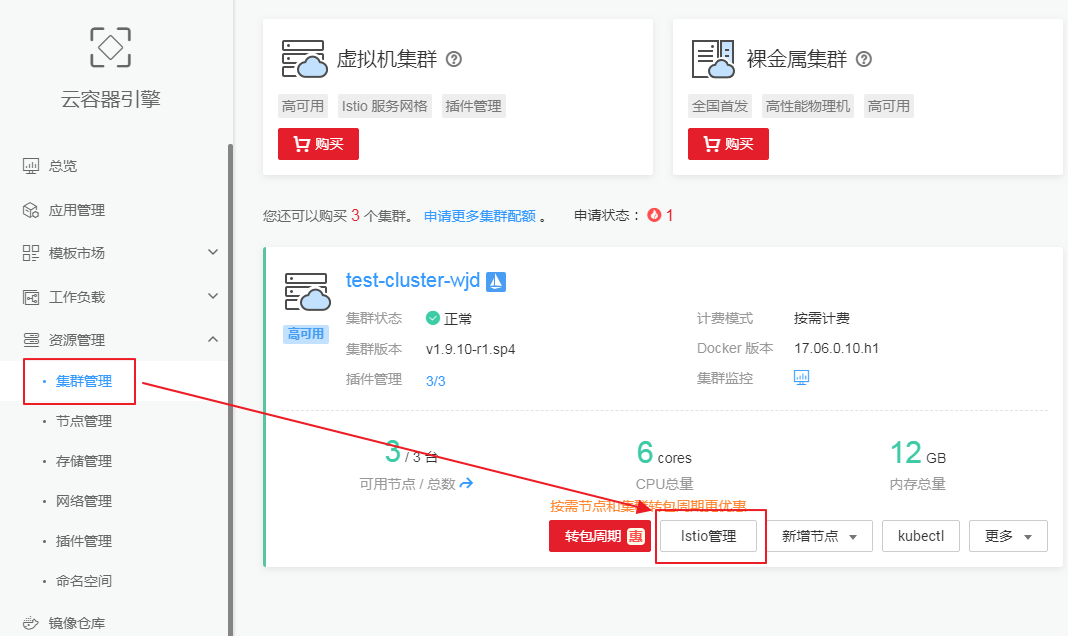 云容器引擎
总览
应用管理
模板市场
工作负载
资源管理
集群管理
节点管理
存储管理
网络管理
插件管理
命名空间
镜像仓库
虚拟机集群
高可用 Istio 服务网格 插件管理
购买
裸金属集群
全国首发 高性能物理机 高可用
购买
您还可以购买 3 个集群。 申请更多集群配额 。 申请状态： 1
test-cluster-wjd
高可用
集群状态 正常
集群版本 v1.9.10-r1.sp4
插件管理 3/3
计费模式 按需计费
Docker 版本 17.06.0.10.h1
集群监控
3 / 3 台
可用节点 / 总数
6 cores
CPU总量
12 GB
内存总量
按需节点和集群转包周期更优惠
转包周期 惠 Istio管理 新增节点 kubectl 更多